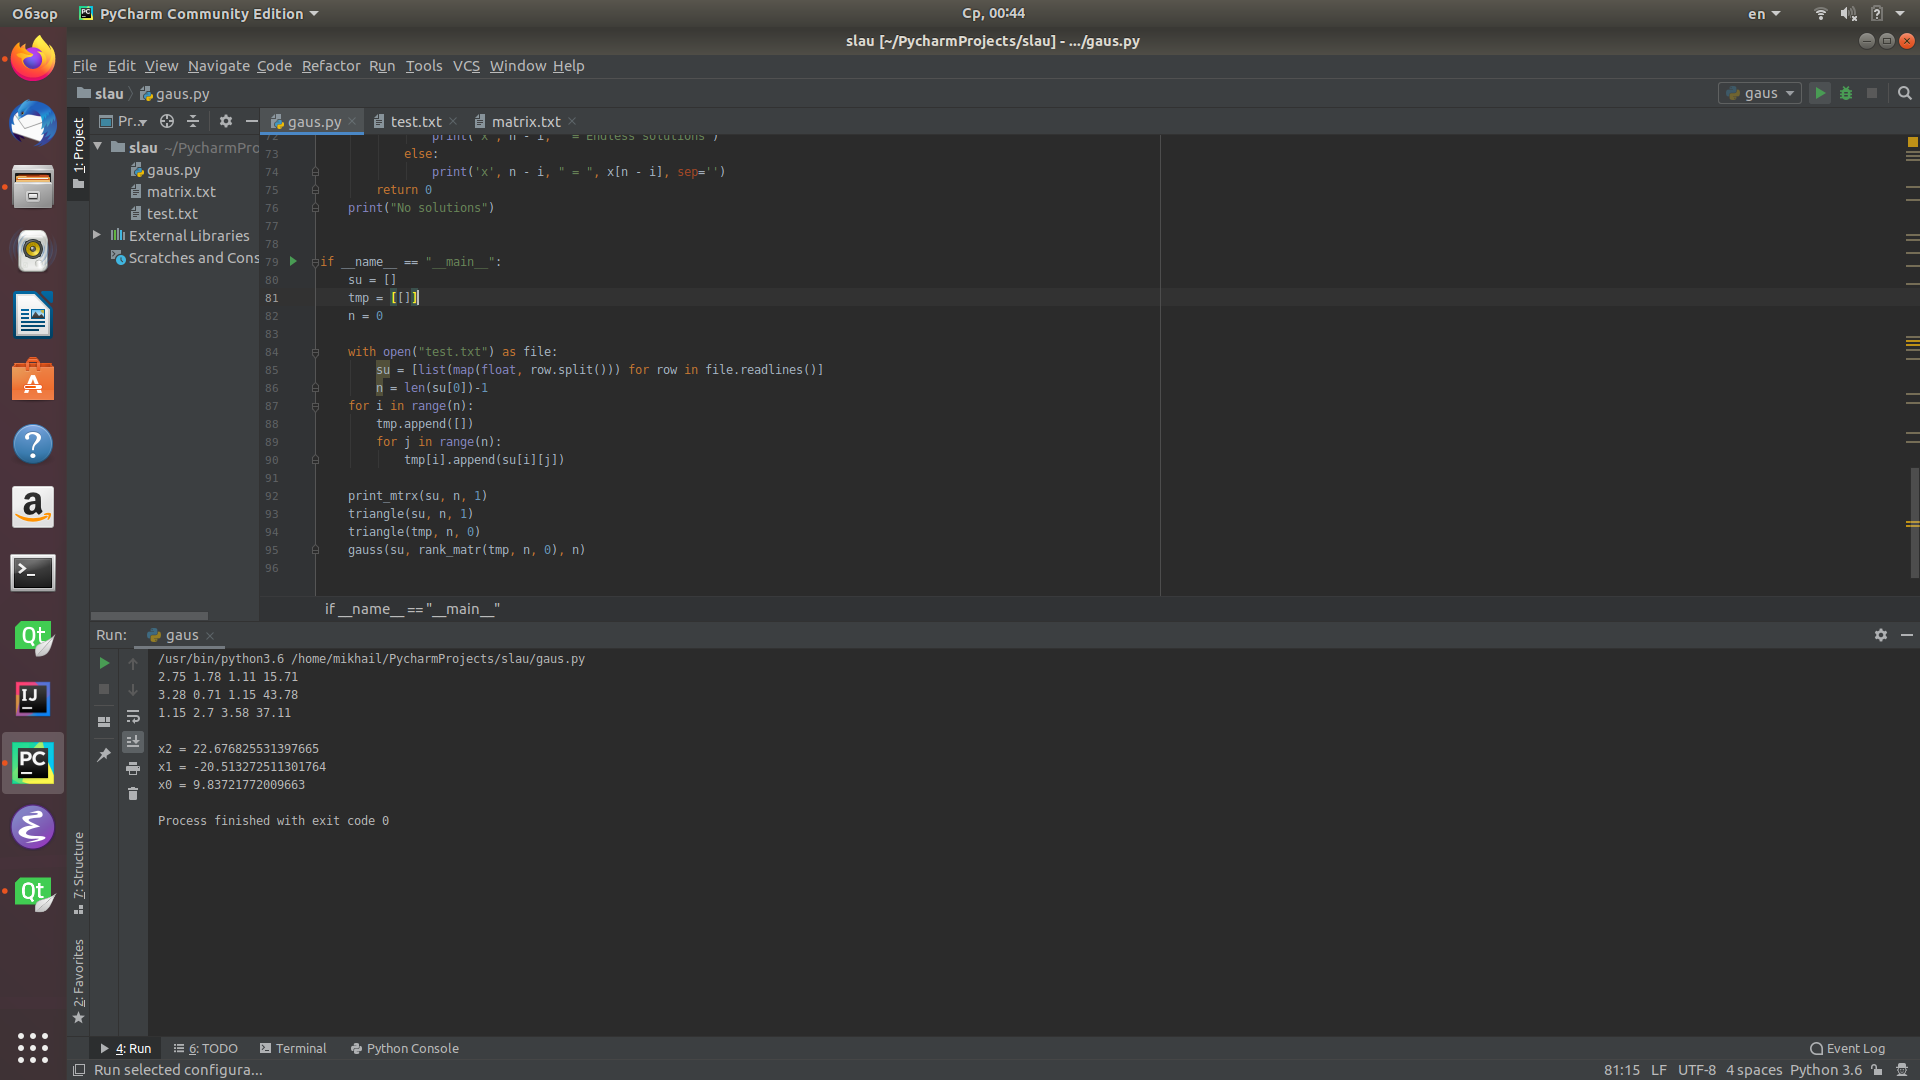 Обзор
PyCharm Community Edition
Ср, 00:44
en
slau [~/PycharmProjects/slau] - .../gaus.py
File Edit View Navigate Code Refactor Run Tools VCS Window Help
slau gaus.py
gaus
1: Project
Pr...
gaus.py
test.txt
matrix.txt
slau ~/PycharmPro
gaus.py
matrix.txt
test.txt
External Libraries
Scratches and Cons
72 print('x', n - i, " = Endless solutions")
73 else:
74 print('x', n - i, " = ", x[n - i], sep='')
75 return 0
76 print("No solutions")
77
78
79 if __name__ == "__main__":
80 su = []
81 tmp = [[]]
82 n = 0
83
84 with open("test.txt") as file:
85 su = [list(map(float, row.split())) for row in file.readlines()]
86 n = len(su[0])-1
87 for i in range(n):
88 tmp.append([])
89 for j in range(n):
90 tmp[i].append(su[i][j])
91
92 print_mtrx(su, n, 1)
93 triangle(su, n, 1)
94 triangle(tmp, n, 0)
95 gauss(su, rank_matr(tmp, n, 0), n)
96
if __name__ == "__main__"
Run: gaus
/usr/bin/python3.6 /home/mikhail/PycharmProjects/slau/gaus.py
2.75 1.78 1.11 15.71
3.28 0.71 1.15 43.78
1.15 2.7 3.58 37.11
x2 = 22.676825531397665
x1 = -20.513272511301764
x0 = 9.83721772009663
Process finished with exit code 0
7: Structure
2: Favorites
4: Run 6: TODO Terminal Python Console
Event Log
Run selected configura...
81:15 LF UTF-8 4 spaces Python 3.6